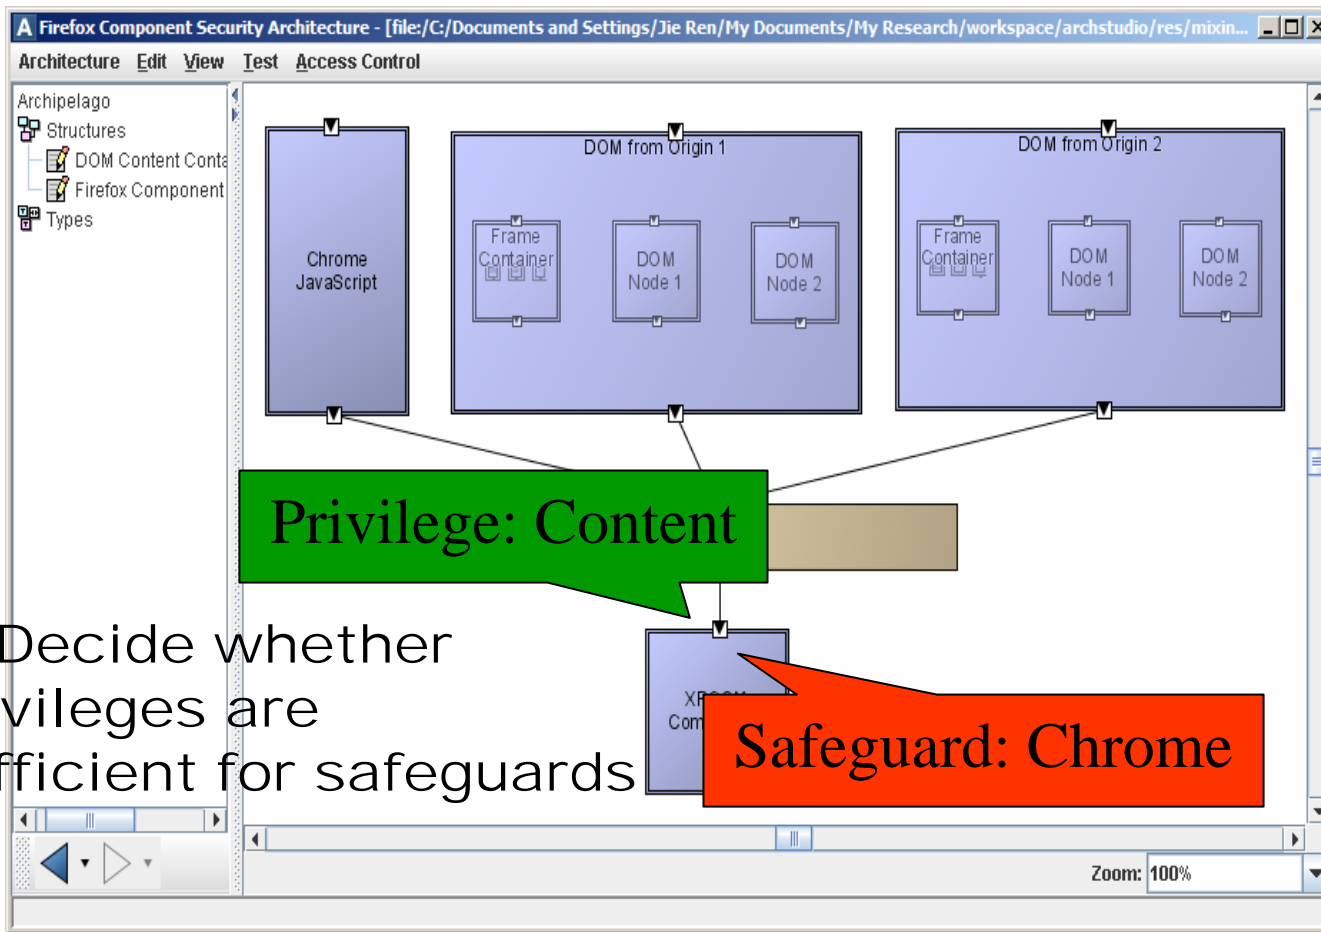 A Firefox Component Security Architecture - [file:/C:/Documents and Settings/Jie Ren/My Documents/My Research/workspace/archstudio/res/mixin...
Architecture Edit View Test Access Control
Archipelago
Structures
DOM Content Conta
Firefox Component
Types
Chrome
JavaScript
DOM from Origin 1
Frame
Container
DOM
Node 1
DOM
Node 2
DOM from Origin 2
Frame
Container
DOM
Node 1
DOM
Node 2
Privilege: Content
Decide whether
vileges are
fficient for safeguards
Safeguard: Chrome
Zoom: 100%